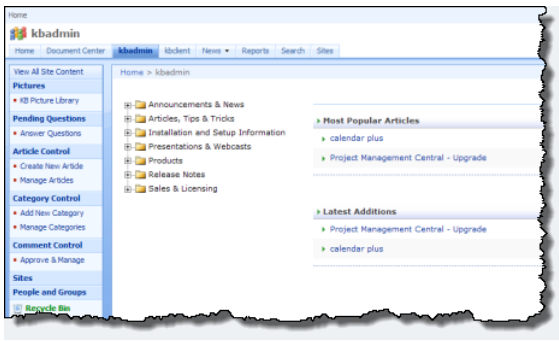 Home
kbadmin
Home Document Center kbadmin kbclient News Reports Search Sites
View All Site Content
Pictures
KB Picture Library
Pending Questions
Answer Questions
Article Control
Create New Article
Manage Articles
Category Control
Add New Category
Manage Categories
Comment Control
Approve & Manage
Sites
People and Groups
Recycle Bin
Home > kbadmin
Announcements & News
Articles, Tips & Tricks
Installation and Setup Information
Presentations & Webcasts
Products
Release Notes
Sales & Licensing
Most Popular Articles
calendar plus
Project Management Central - Upgrade
Latest Additions
Project Management Central - Upgrade
calendar plus